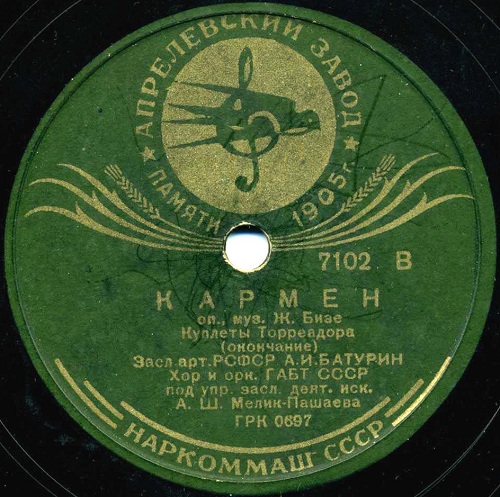 ★ АПРЕЛЕВСКИЙ ЗАВОД ★
ПАМЯТИ 1905 г.
7102 В
КАРМЕН
оп., муз. Ж. Бизе
Куплеты Торреадора
(окончание)
Засл.арт.РСФСР А.И.БАТУРИН
Хор и орк. ГАБТ СССР
под упр. засл. деят. иск.
А. Ш. Мелик-Пашаева
ГРК 0697
НАРКОММАШ СССР